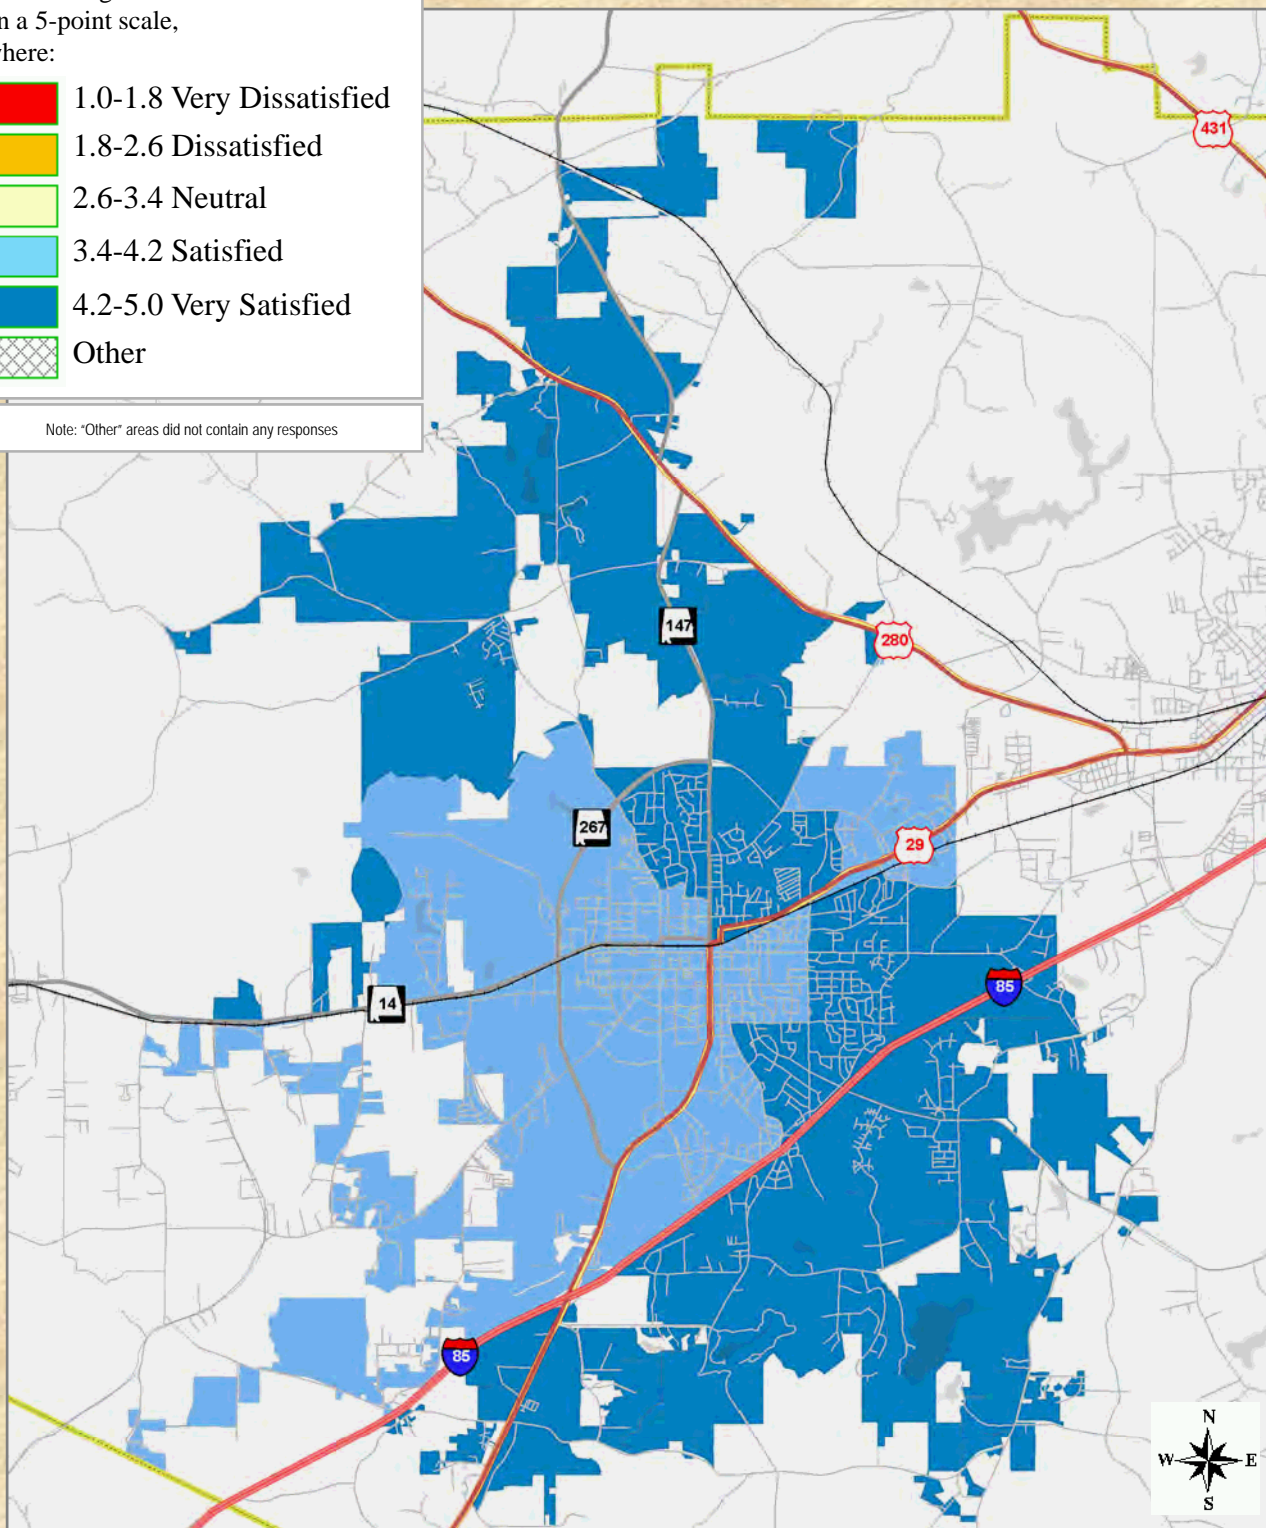 n a 5-point scale,
where:
1.0-1.8 Very Dissatisfied
1.8-2.6 Dissatisfied
2.6-3.4 Neutral
3.4-4.2 Satisfied
4.2-5.0 Very Satisfied
Other
Note: "Other" areas did not contain any responses
431
147
280
267
29
85
14
85
N
W E
S